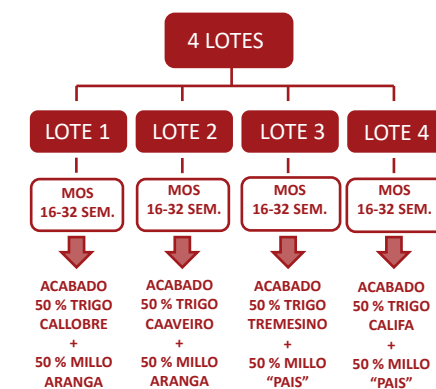 4 LOTES
LOTE 1
LOTE 2
LOTE 3
LOTE 4
MOS
16-32 SEM.
MOS
16-32 SEM.
MOS
16-32 SEM.
MOS
16-32 SEM.
ACABADO
50 % TRIGO
CALLOBRE
+
50 % MILLO
ARANGA
ACABADO
50 % TRIGO
CAAVEIRO
+
50 % MILLO
ARANGA
ACABADO
50 % TRIGO
TREMESINO
+
50 % MILLO
“PAIS”
ACABADO
50 % TRIGO
CALIFA
+
50 % MILLO
“PAIS”